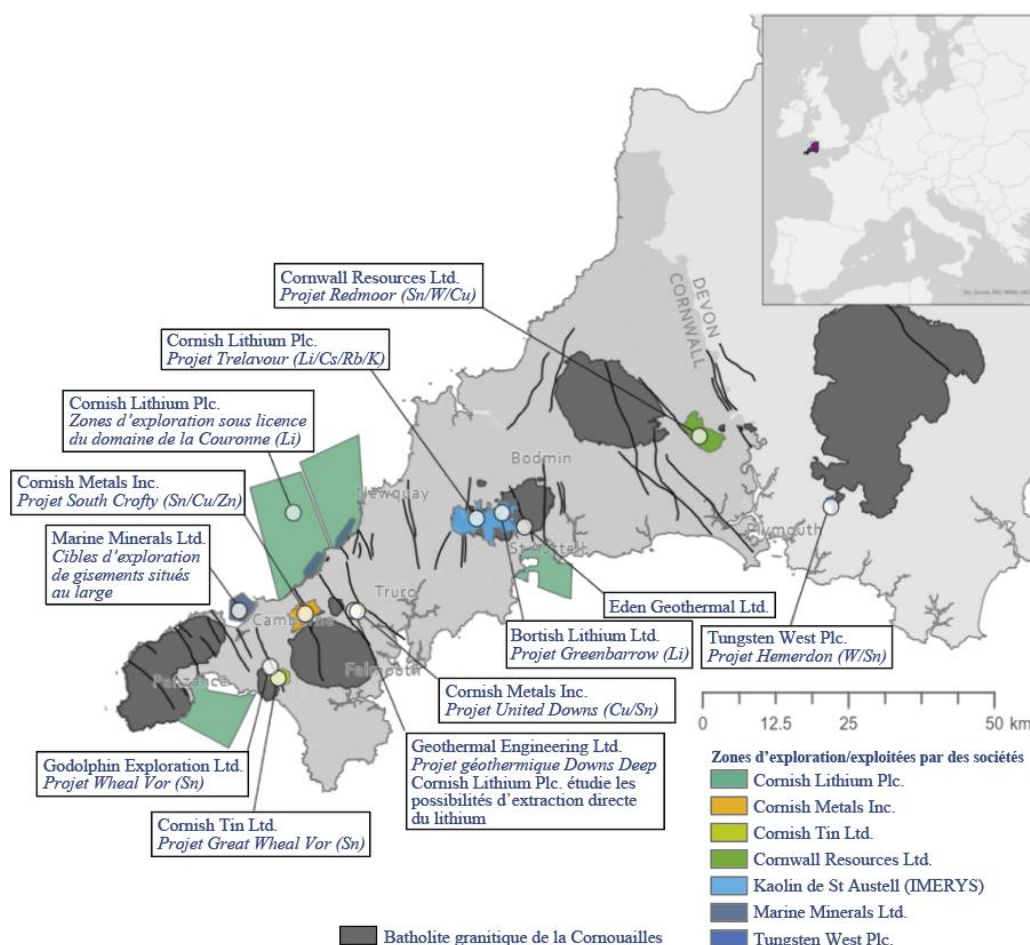 Cornwall Resources Ltd.
Projet Redmoor (Sn/W/Cu)
Cornish Lithium Plc.
Projet Trelavour (Li/Cs/Rb/K)
Cornish Lithium Plc.
Zones d’exploration sous licence
du domaine de la Couronne (Li)
Cornish Metals Inc.
Projet South Crofty (Sn/Cu/Zn)
Marine Minerals Ltd.
Cibles d’exploration
de gisements situés
au large
DEVON
CORNWALL
Bodmin
Newquay
St Austell
Plymouth
Truro
Camborne
Falmouth
Penzance
Eden Geothermal Ltd.
Bortish Lithium Ltd.
Projet Greenbarrow (Li)
Tungsten West Plc.
Projet Hemerdon (W/Sn)
Cornish Metals Inc.
Projet United Downs (Cu/Sn)
Geothermal Engineering Ltd.
Projet géothermique Downs Deep
Cornish Lithium Plc. étudie les
possibilités d’extraction directe
du lithium
Godolphin Exploration Ltd.
Projet Wheal Vor (Sn)
Cornish Tin Ltd.
Projet Great Wheal Vor (Sn)
0 12.5 25 50 km
Zones d’exploration/exploitées par des sociétés
Cornish Lithium Plc.
Cornish Metals Inc.
Cornish Tin Ltd.
Cornwall Resources Ltd.
Kaolin de St Austell (IMERYS)
Marine Minerals Ltd.
Tungsten West Plc.
Batholite granitique de la Cornouailles